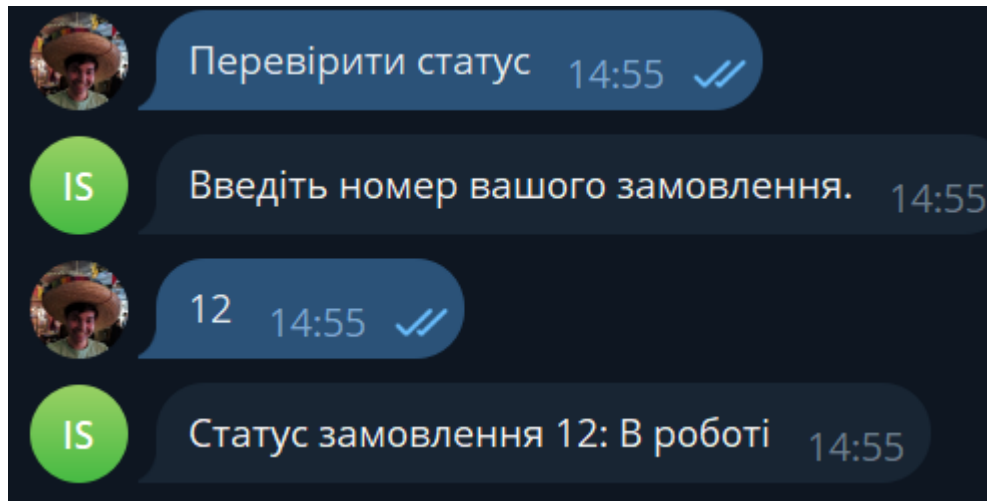 Перевірити статус 14:55
IS Введіть номер вашого замовлення. 14:55
12 14:55
IS Статус замовлення 12: В роботі 14:55